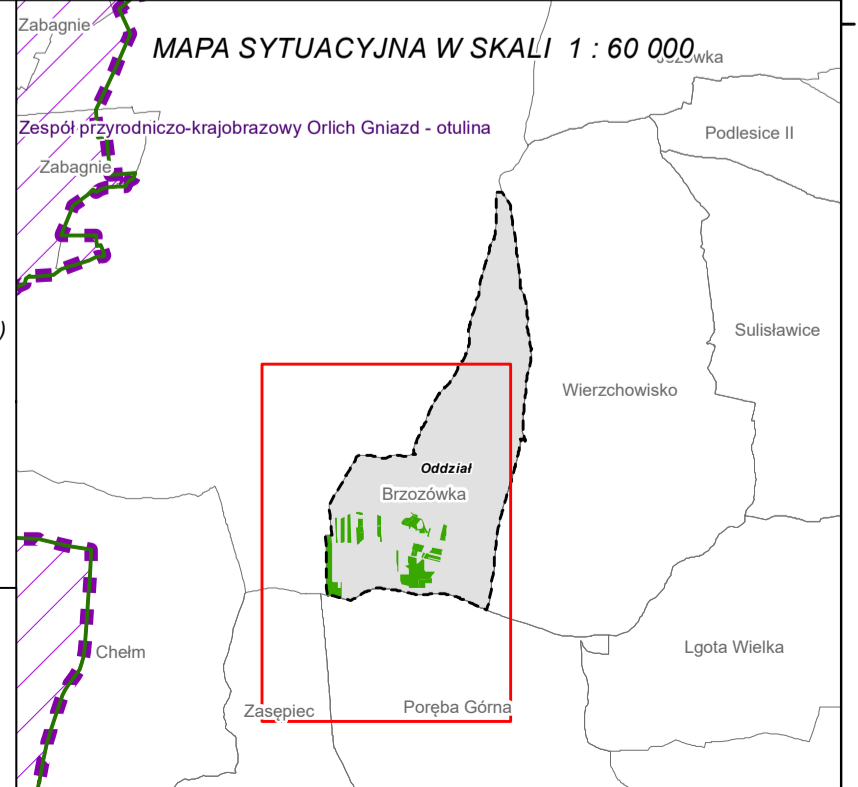 Zabagnie
MAPA SYTUACYJNA W SKALI 1 : 60 000
Zespół przyrodniczo-krajobrazowy Orlich Gniazd - otulina
Podlesice II
Zabagnie
)
Sulisławice
Wierzchowisko
Oddział
Brzozówka
Chełm
Lgota Wielka
Zasępiec
Poręba Górna